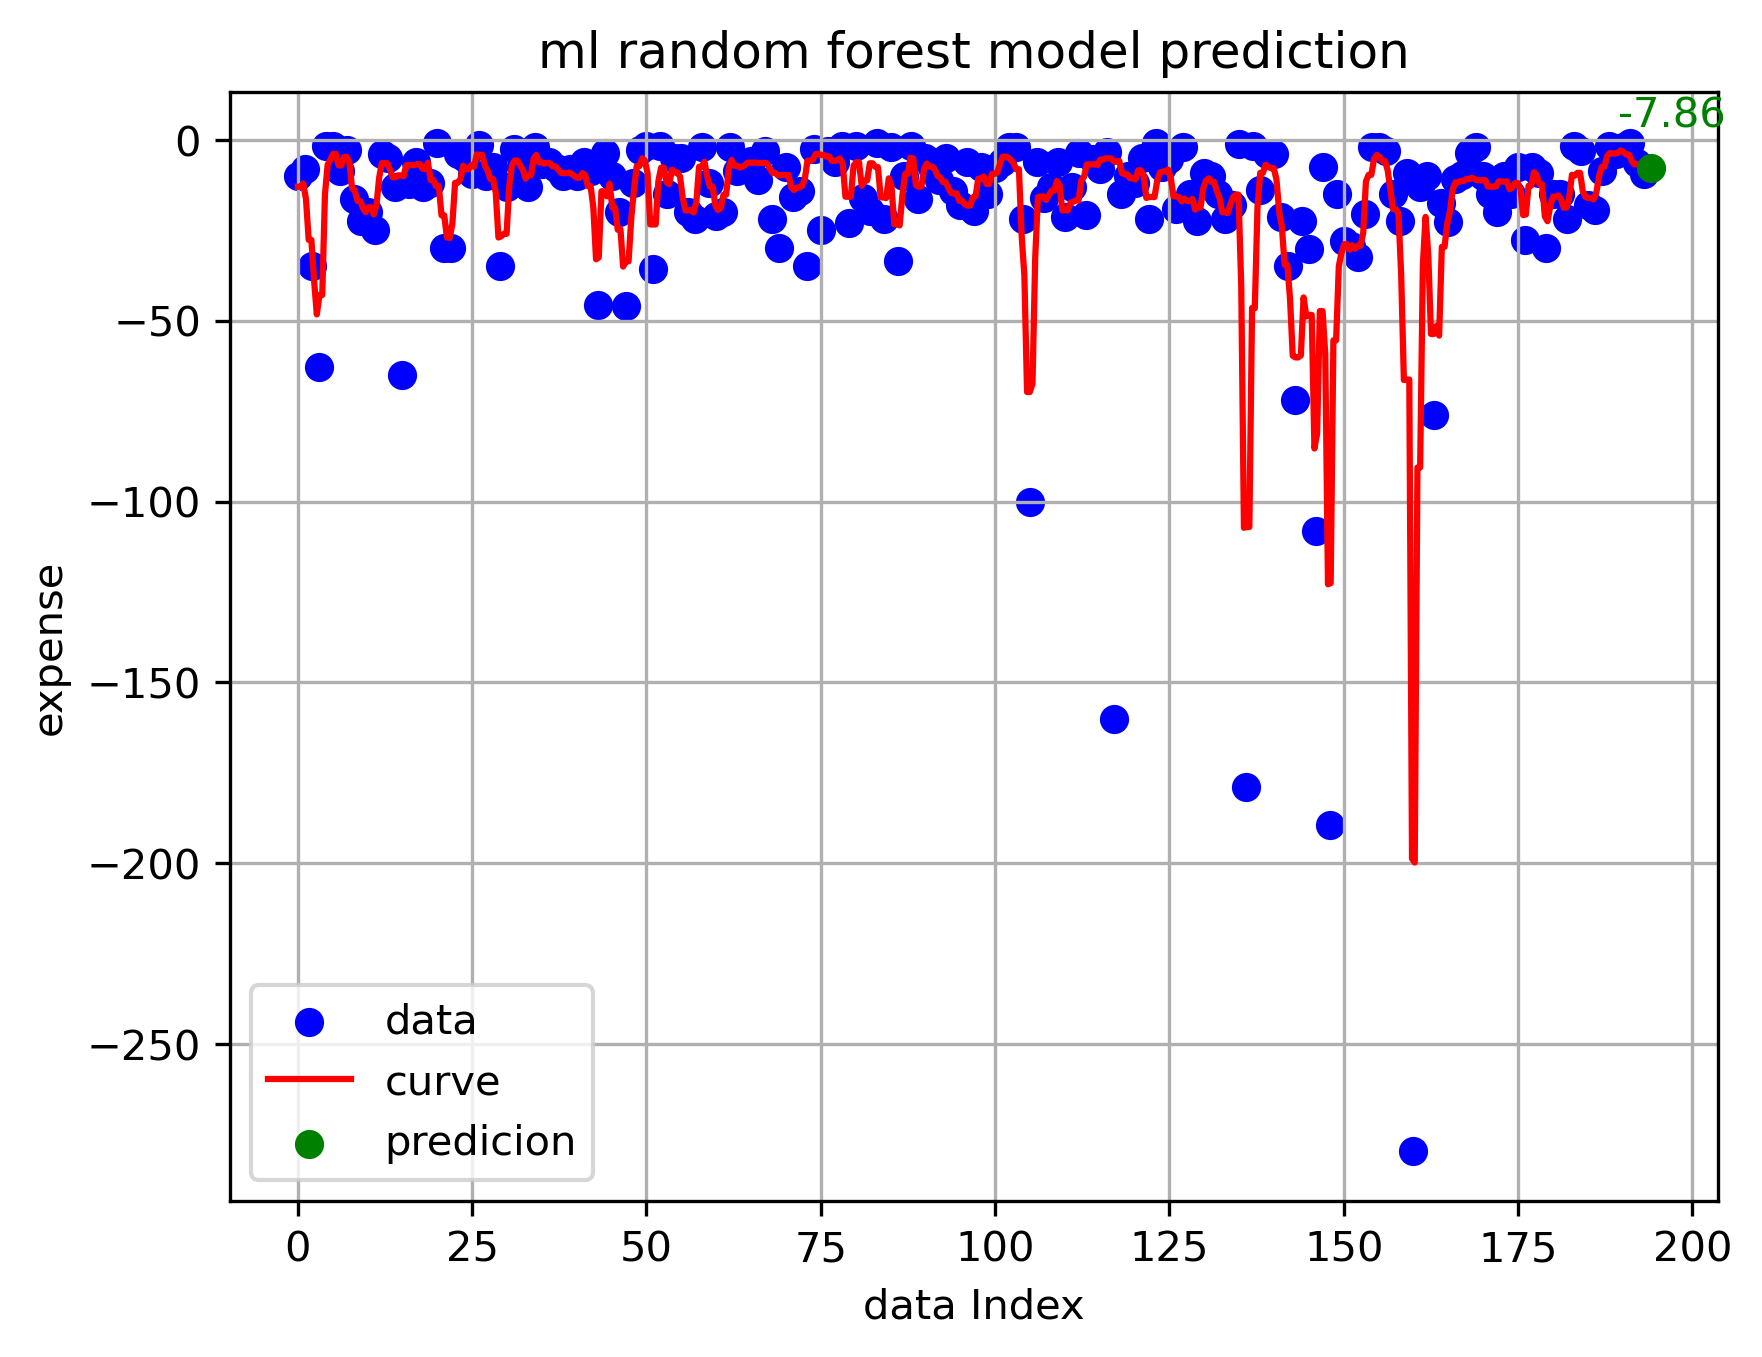 ml random forest model prediction
-7.86
0
−50
−100
−150
−200
−250
expense
data
curve
predicion
0 25 50 75 100 125 150 175 200
data Index